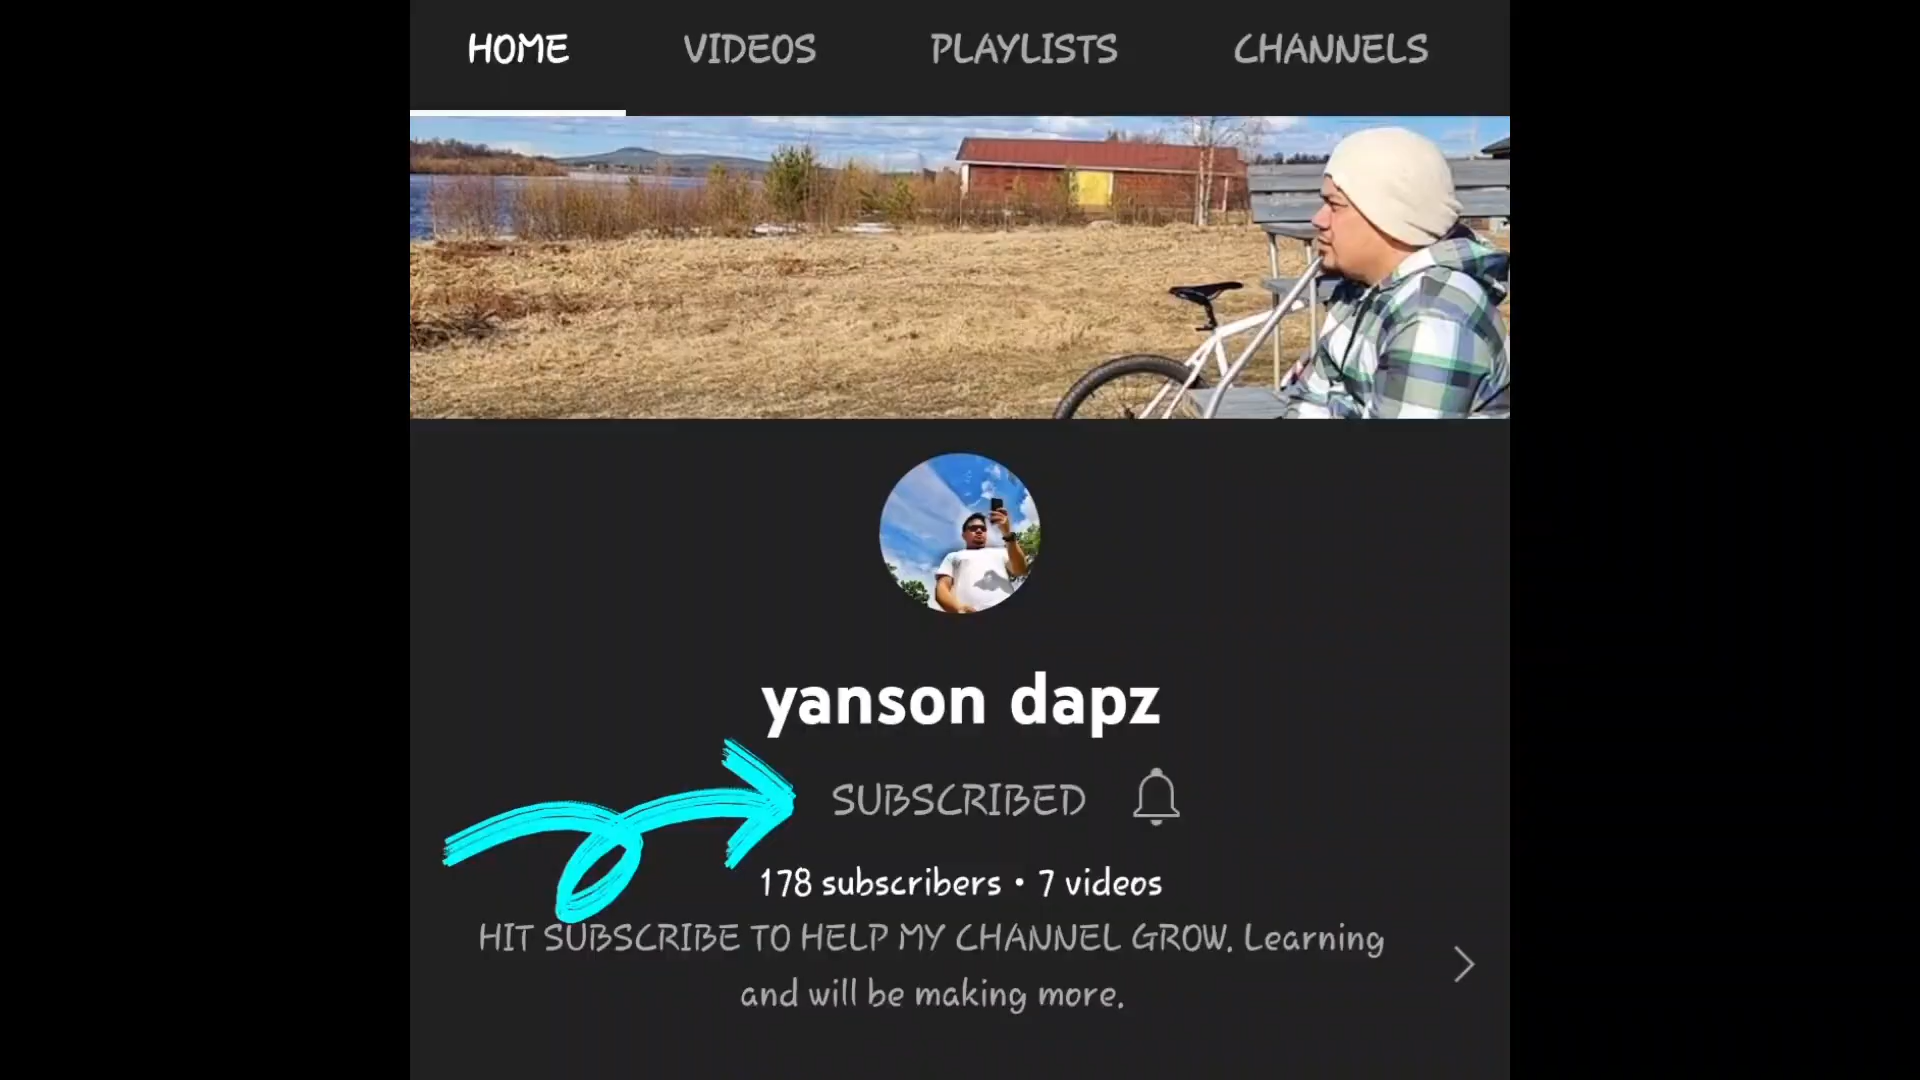 HOME VIDEOS PLAYLISTS CHANNELS
yanson dapz
SUBSCRIBED
178 subscribers • 7 videos
HIT SUBSCRIBE TO HELP MY CHANNEL GROW. Learning
and will be making more.